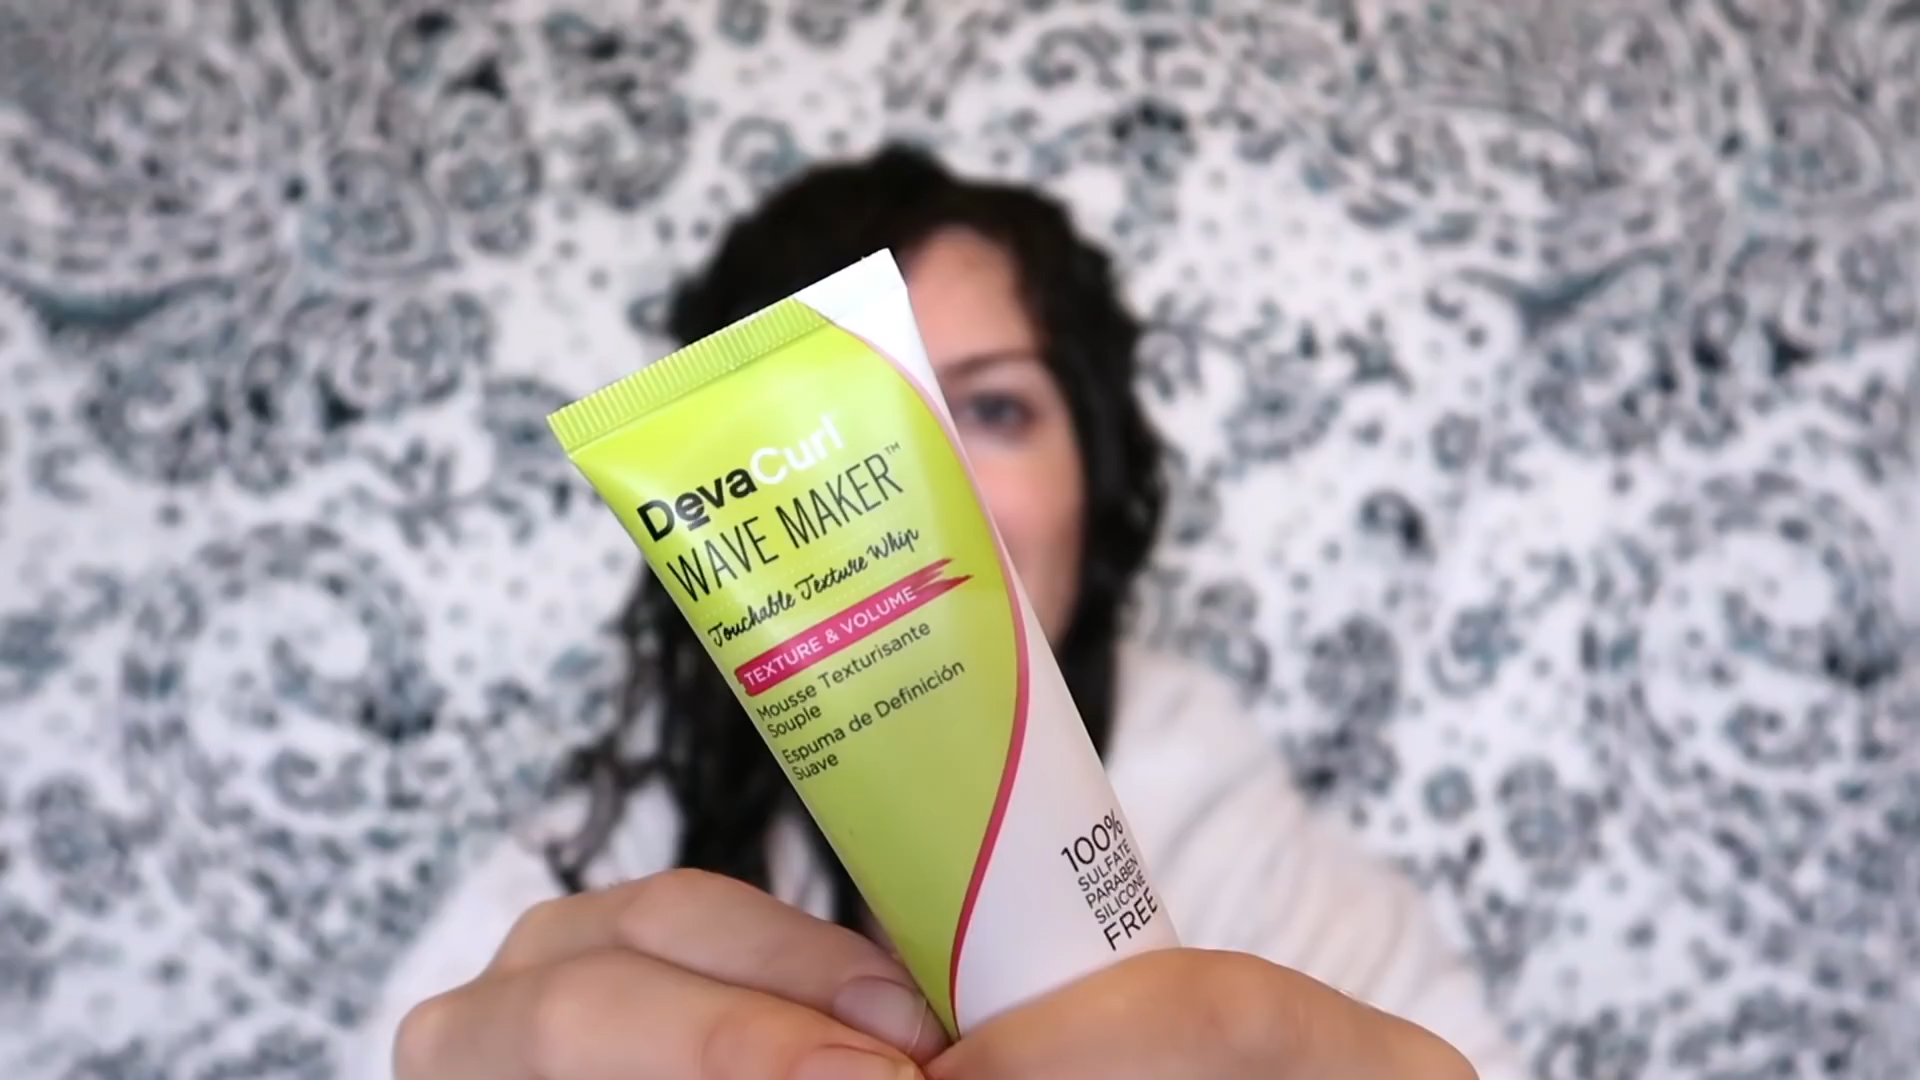 DevaCurl
WAVE MAKER™
Touchable Texture Whip
TEXTURE & VOLUME
Mousse Texturisante
Souple
Espuma de Definición
Suave
100%
SULFATE
PARABEN
SILICONE
FREE